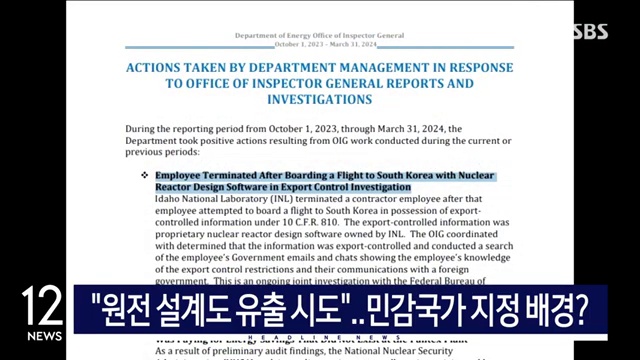 Department of Energy Office of Inspector General
October 1, 2023 – March 31, 2024
SBS
ACTIONS TAKEN BY DEPARTMENT MANAGEMENT IN RESPONSE
TO OFFICE OF INSPECTOR GENERAL REPORTS AND
INVESTIGATIONS
During the reporting period from October 1, 2023, through March 31, 2024, the
Department took positive actions resulting from OIG work conducted during the current or
previous periods:
❖ Employee Terminated After Boarding a Flight to South Korea with Nuclear
Reactor Design Software in Export Control Investigation
Idaho National Laboratory (INL) terminated a contractor employee after that
employee attempted to board a flight to South Korea in possession of export-
controlled information under 10 C.F.R. 810. The export-controlled information was
proprietary nuclear reactor design software owned by INL. The OIG coordinated
with determined that the information was export-controlled and conducted a search
of the employee's Government emails and chats showing the employee's knowledge
of the export control restrictions and their communications with a foreign
government. This is an ongoing joint investigation with the Federal Bureau of
12
NEWS
"원전 설계도 유출 시도"..민감국가 지정 배경?
HEADLINE NEWS
As a result of preliminary audit findings, the National Nuclear Security